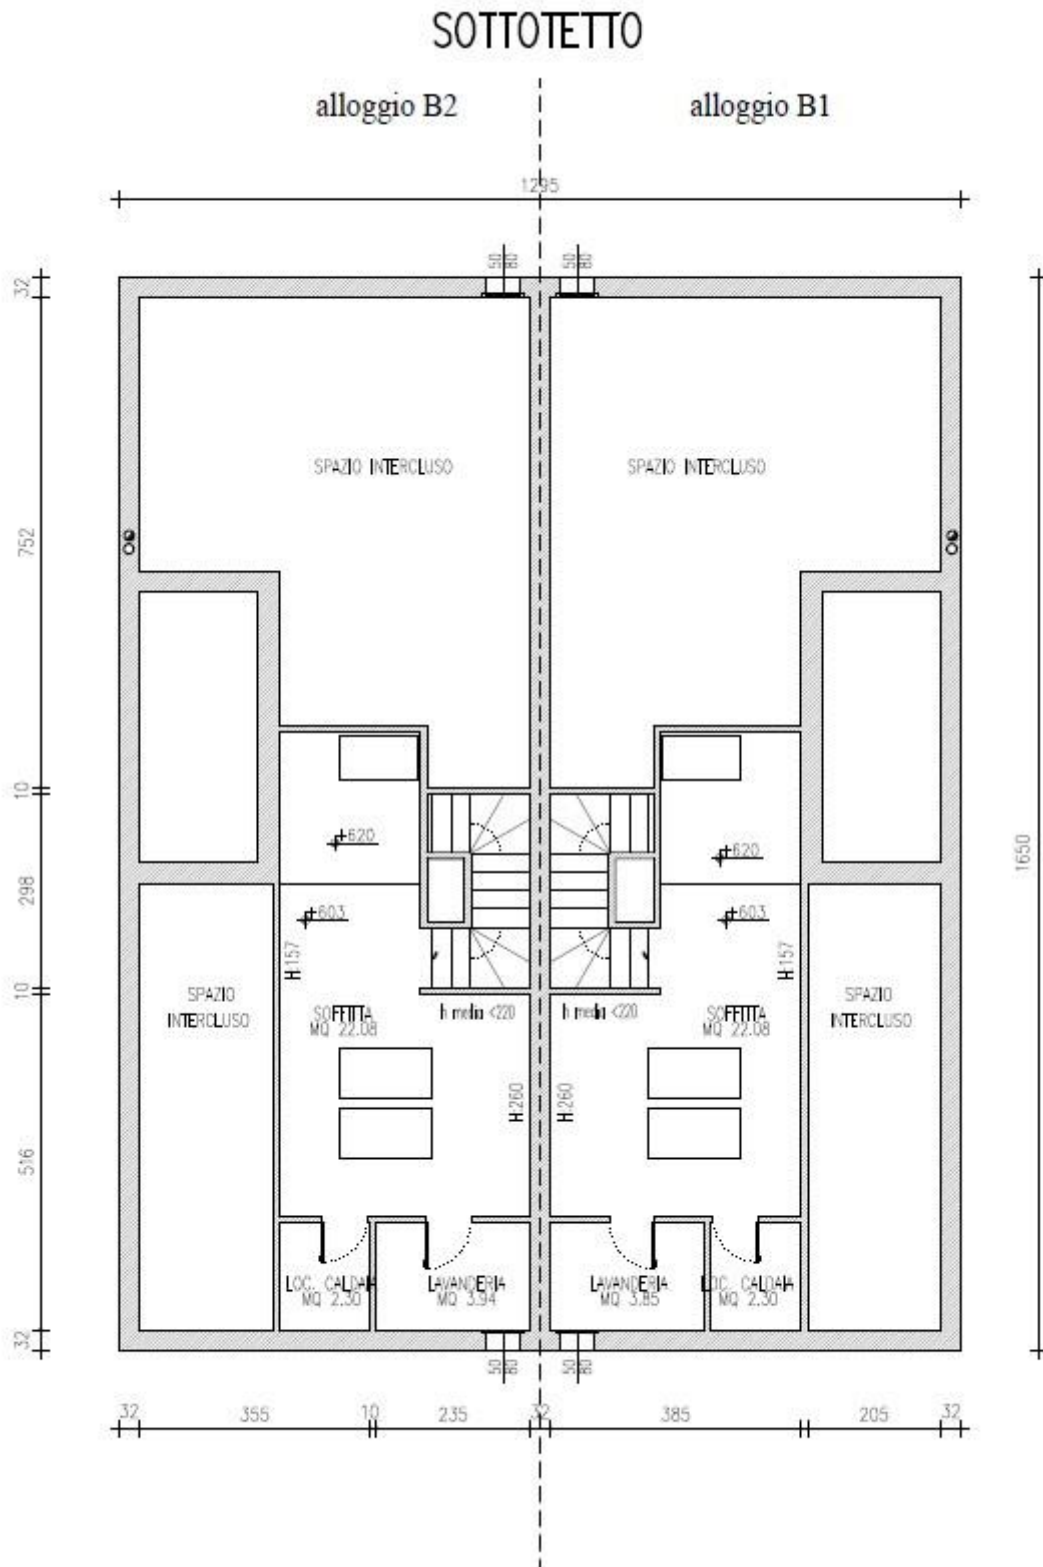 SOTTOTETTO
alloggio B2
alloggio B1
1295
50
80
50
80
32
SPAZIO INTERCLUSO
SPAZIO INTERCLUSO
752
10
+620
+620
1650
298
+603
+603
H:157
H:157
10
SPAZIO
INTERCLUSO
SOFFITTA
MQ 22.08
h media <220
h media <220
SOFFITTA
MQ 22.08
SPAZIO
INTERCLUSO
H:260
H:260
516
LOC. CALDAIA
MQ 2.30
LAVANDERIA
MQ 3.94
LAVANDERIA
MQ 3.85
LOC. CALDAIA
MQ 2.30
32
50
80
50
80
32
355
10
235
32
385
205
32